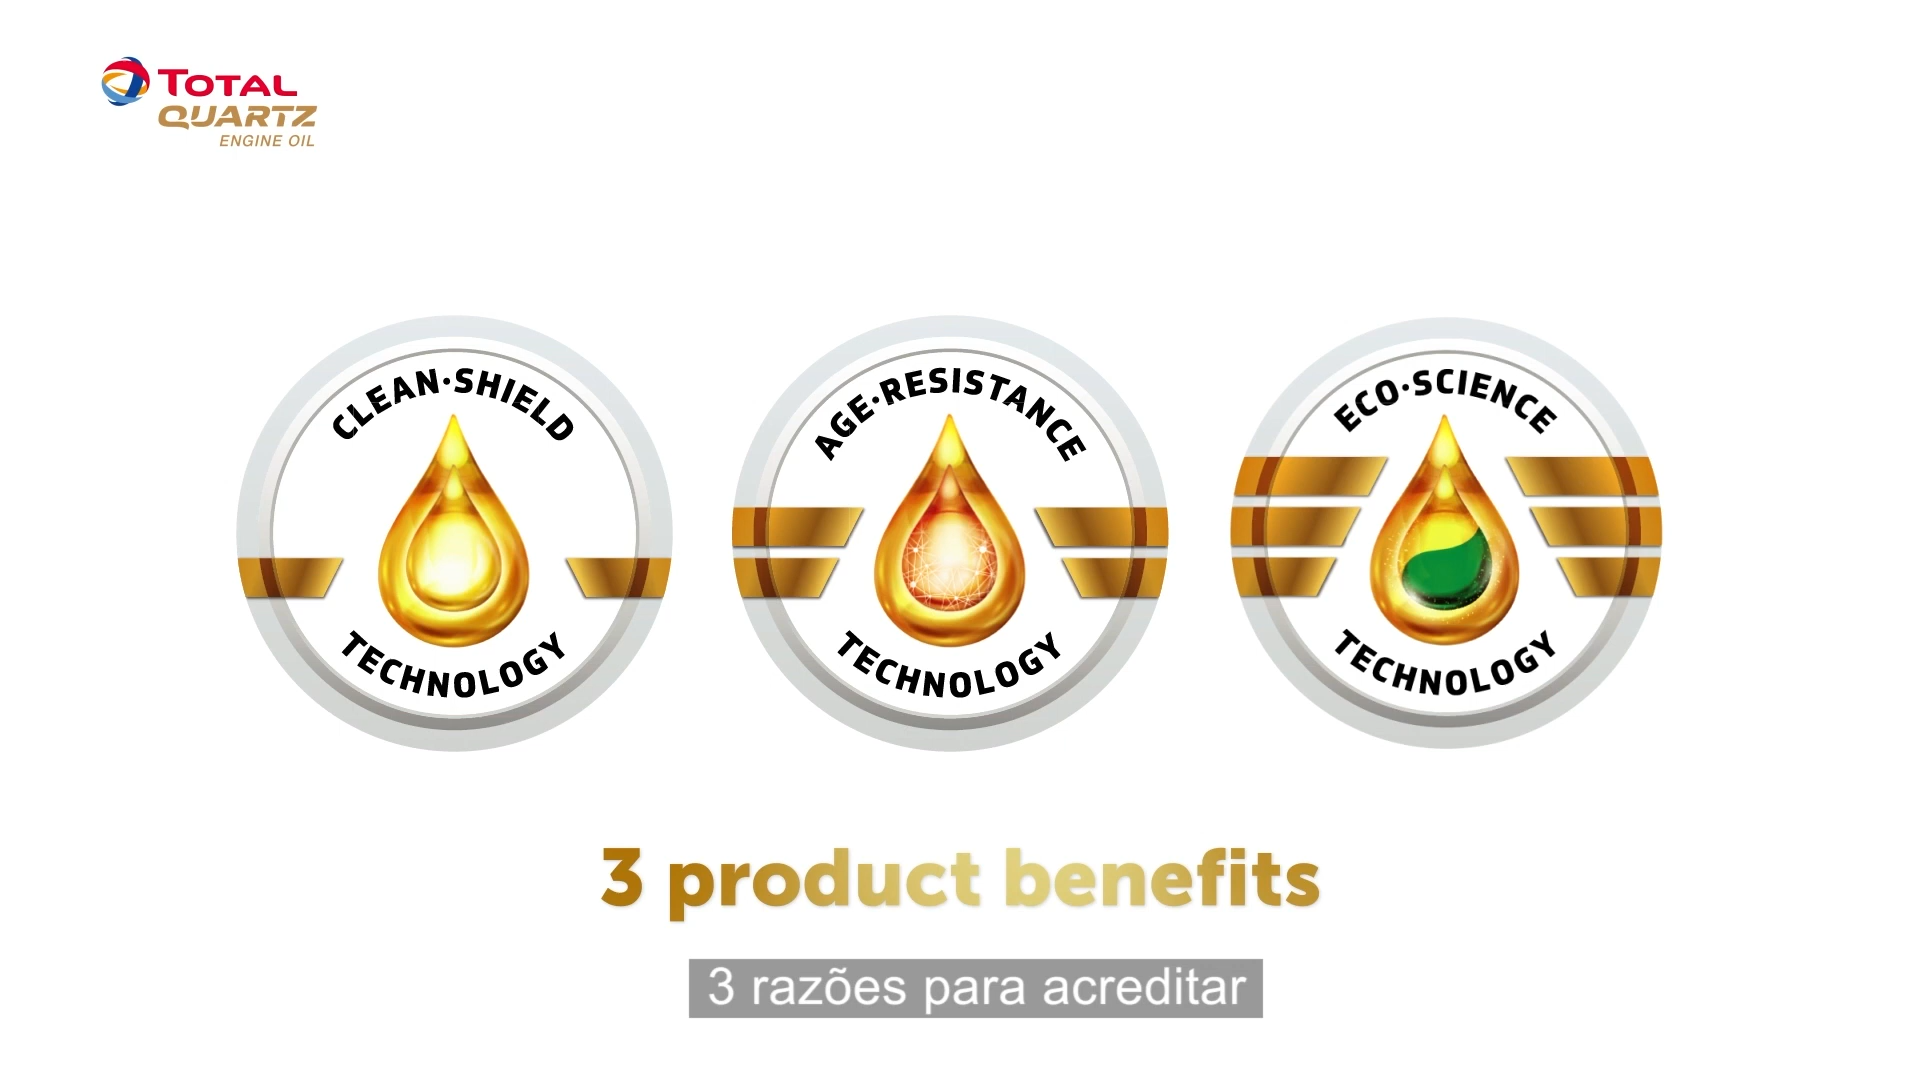 TOTAL
QUARTZ
ENGINE OIL
CLEAN·SHIELD
TECHNOLOGY
AGE·RESISTANCE
TECHNOLOGY
ECO·SCIENCE
TECHNOLOGY
3 product benefits
3 razões para acreditar